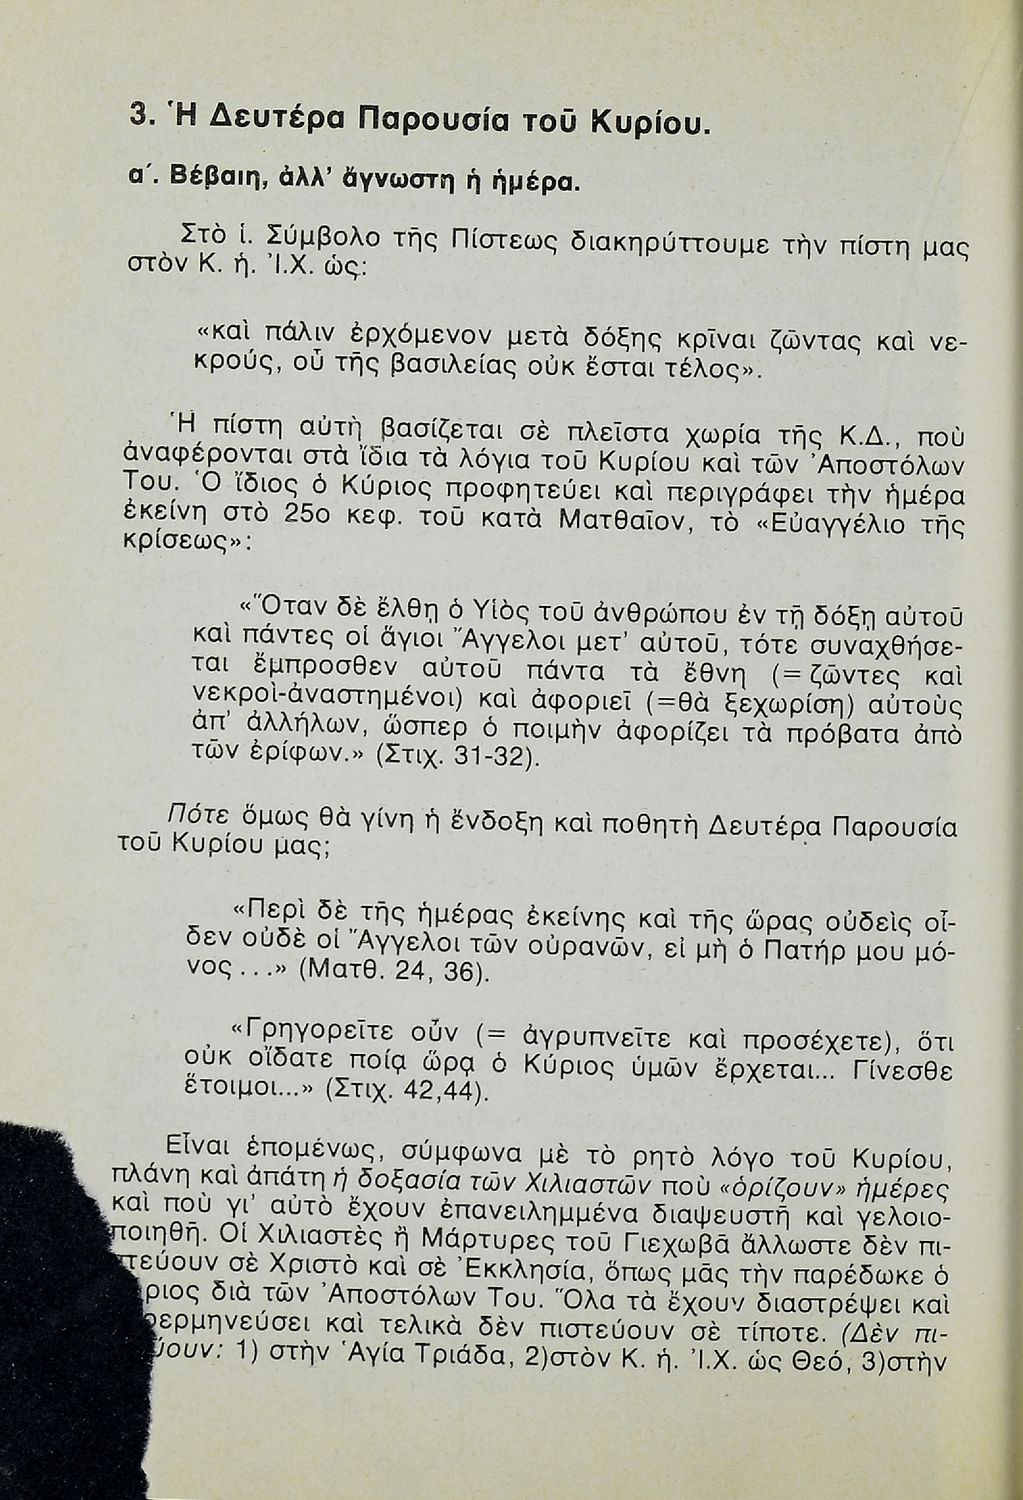 3. Ἡ Δευτέρα Παρουσία τοῦ Κυρίου.
α΄. Βέβαιη, ἀλλ’ ἄγνωστη ἡ ἡμέρα.
Στὸ ἱ. Σύμβολο τῆς Πίστεως διακηρύττουμε τὴν πίστη μας
στὸν Κ. ἡ. Ἰ.Χ. ὡς:
«καὶ πάλιν ἐρχόμενον μετὰ δόξης κρῖναι ζῶντας καὶ νε-
κρούς, οὗ τῆς βασιλείας οὐκ ἔσται τέλος».
Ἡ πίστη αὐτὴ βασίζεται σὲ πλεῖστα χωρία τῆς Κ.Δ., ποὺ
ἀναφέρονται στὰ ἴδια τὰ λόγια τοῦ Κυρίου καὶ τῶν Ἀποστόλων
Του. Ὁ ἴδιος ὁ Κύριος προφητεύει καὶ περιγράφει τὴν ἡμέρα
ἐκείνη στὸ 25ο κεφ. τοῦ κατὰ Ματθαῖον, τὸ «Εὐαγγέλιο τῆς
κρίσεως»:
«Ὅταν δὲ ἔλθῃ ὁ Υἱὸς τοῦ ἀνθρώπου ἐν τῇ δόξῃ αὐτοῦ
καὶ πάντες οἱ ἅγιοι Ἄγγελοι μετ’ αὐτοῦ, τότε συναχθήσε-
ται ἔμπροσθεν αὐτοῦ πάντα τὰ ἔθνη (= ζῶντες καὶ
νεκροὶ-ἀναστημένοι) καὶ ἀφοριεῖ (=θὰ ξεχωρίση) αὐτοὺς
ἀπ’ ἀλλήλων, ὥσπερ ὁ ποιμὴν ἀφορίζει τὰ πρόβατα ἀπὸ
τῶν ἐρίφων.» (Στιχ. 31-32).
Πότε ὅμως θὰ γίνη ἡ ἔνδοξη καὶ ποθητὴ Δευτέρα Παρουσία
τοῦ Κυρίου μας;
«Περὶ δὲ τῆς ἡμέρας ἐκείνης καὶ τῆς ὥρας οὐδεὶς οἶ-
δεν οὐδὲ οἱ Ἄγγελοι τῶν οὐρανῶν, εἰ μὴ ὁ Πατήρ μου μό-
νος...» (Ματθ. 24, 36).
«Γρηγορεῖτε οὖν (= ἀγρυπνεῖτε καὶ προσέχετε), ὅτι
οὐκ οἴδατε ποίᾳ ὥρᾳ ὁ Κύριος ὑμῶν ἔρχεται... Γίνεσθε
ἕτοιμοι...» (Στιχ. 42,44).
Εἶναι ἑπομένως, σύμφωνα μὲ τὸ ρητὸ λόγο τοῦ Κυρίου,
πλάνη καὶ ἀπάτη ἡ δοξασία τῶν Χιλιαστῶν ποὺ «ὁρίζουν» ἡμέρες
καὶ ποὺ γι’ αὐτὸ ἔχουν ἐπανειλημμένα διαψευστῆ καὶ γελοιο-
ποιηθῆ. Οἱ Χιλιαστὲς ἢ Μάρτυρες τοῦ Γιεχωβᾶ ἄλλωστε δὲν πι-
τεύουν σὲ Χριστὸ καὶ σὲ Ἐκκλησία, ὅπως μᾶς τὴν παρέδωκε ὁ
ριος διὰ τῶν Ἀποστόλων Του. Ὅλα τὰ ἔχουν διαστρέψει καὶ
ερμηνεύσει καὶ τελικὰ δὲν πιστεύουν σὲ τίποτε. (Δὲν πι-
ουν: 1) στὴν Ἁγία Τριάδα, 2)στὸν Κ. ἡ. Ἰ.Χ. ὡς Θεό, 3)στὴν